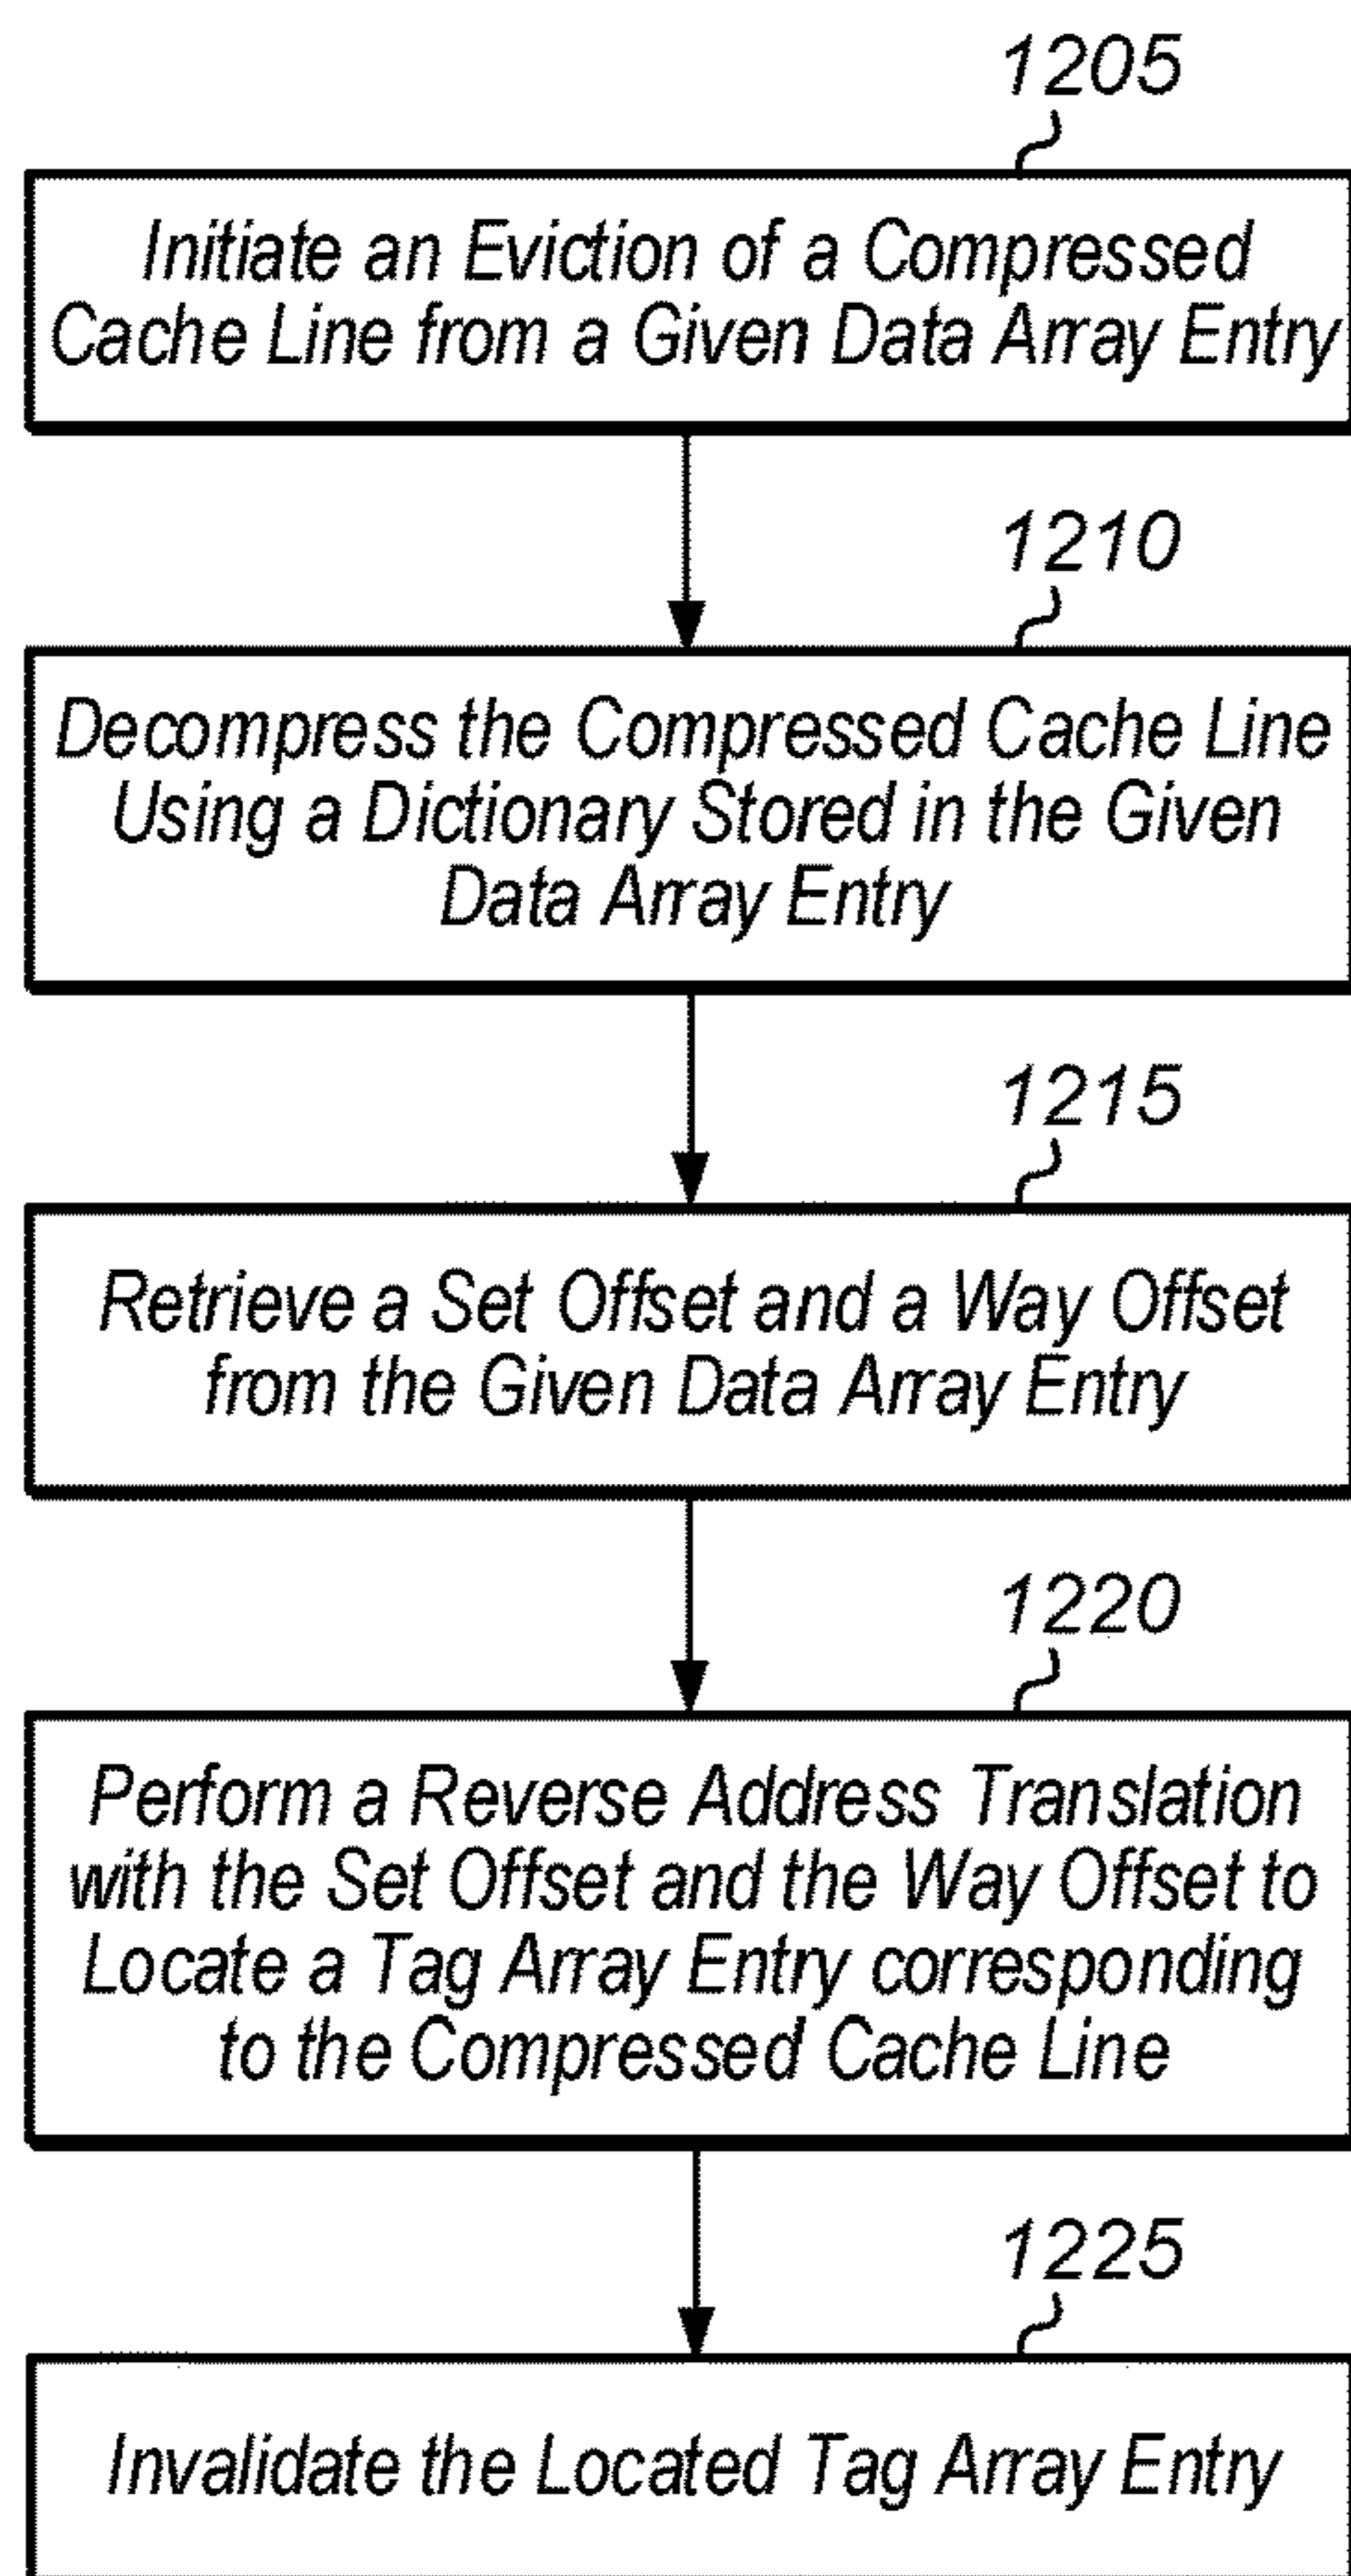 1205
Initiate an Eviction of a Compressed
Cache Line from a Given Data Array Entry
1210
Decompress the Compressed Cache Line
Using a Dictionary Stored in the Given
Data Array Entry
1215
Retrieve a Set Offset and a Way Offset
from the Given Data Array Entry
1220
Perform a Reverse Address Translation
with the Set Offset and the Way Offset to
Locate a Tag Array Entry corresponding
to the Compressed Cache Line
1225
Invalidate the Located Tag Array Entry